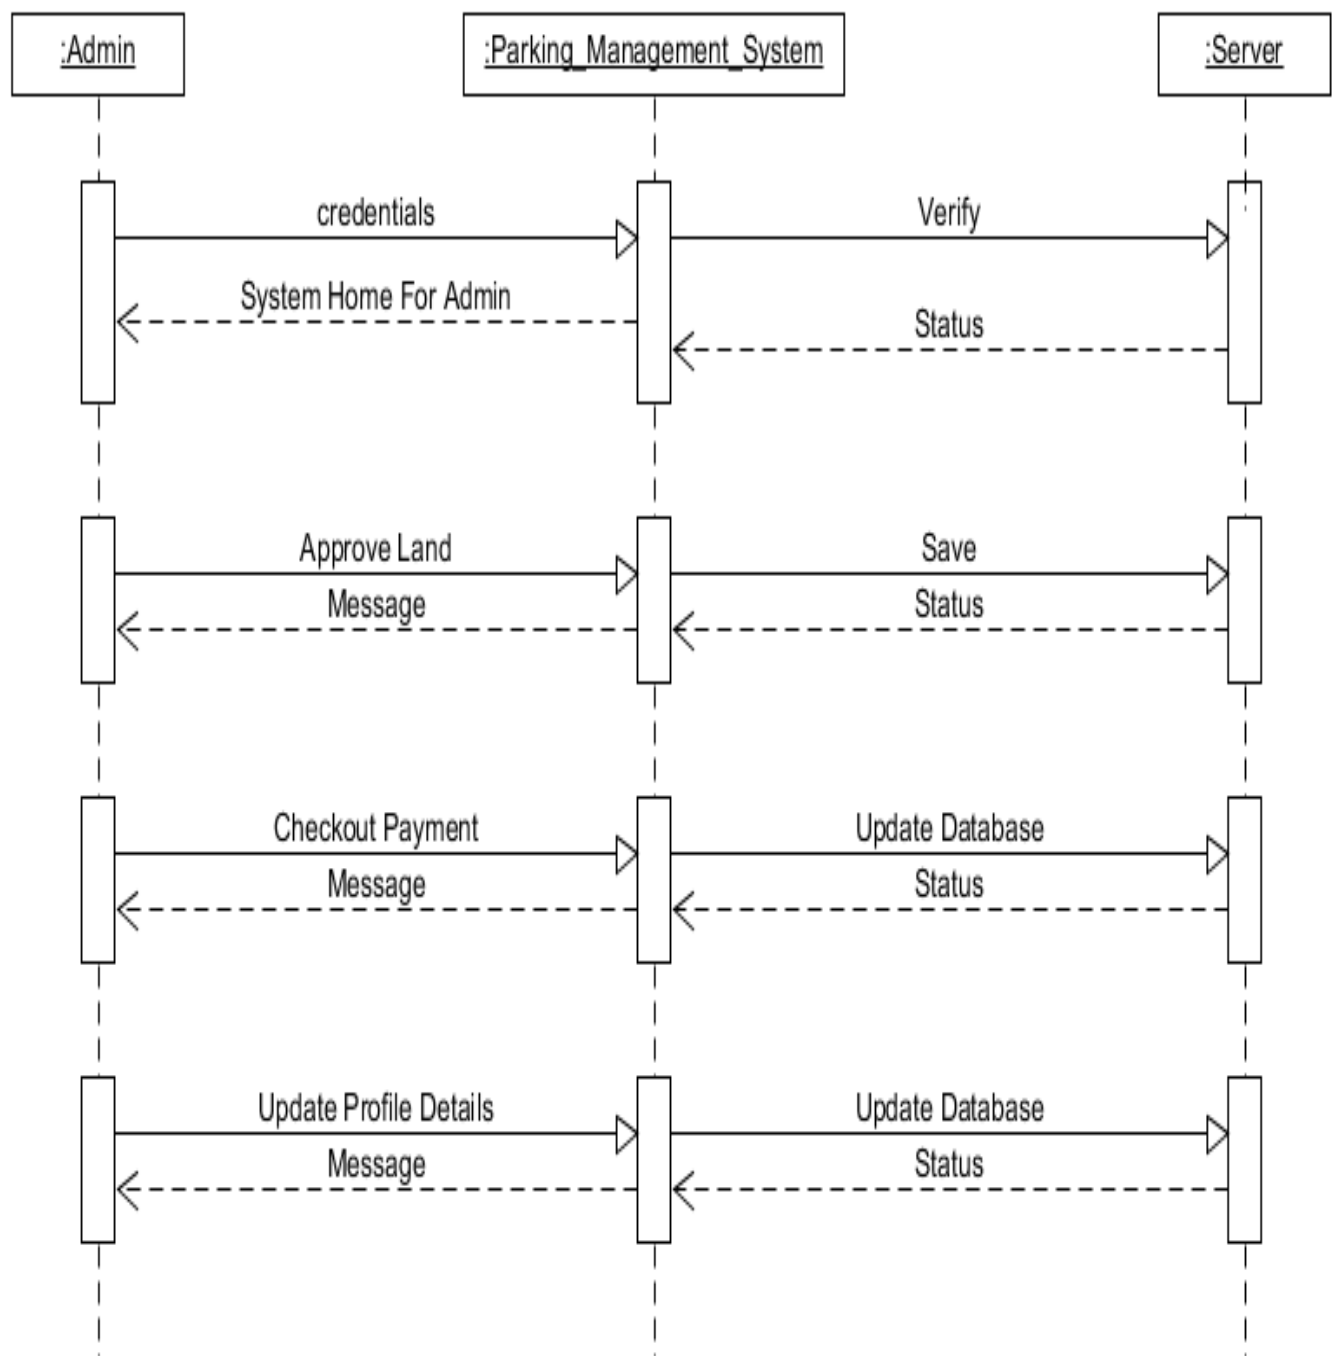 :Admin
:Parking_Management_System
:Server
credentials
Verify
System Home For Admin
Status
Approve Land
Save
Message
Status
Checkout Payment
Update Database
Message
Status
Update Profile Details
Update Database
Message
Status